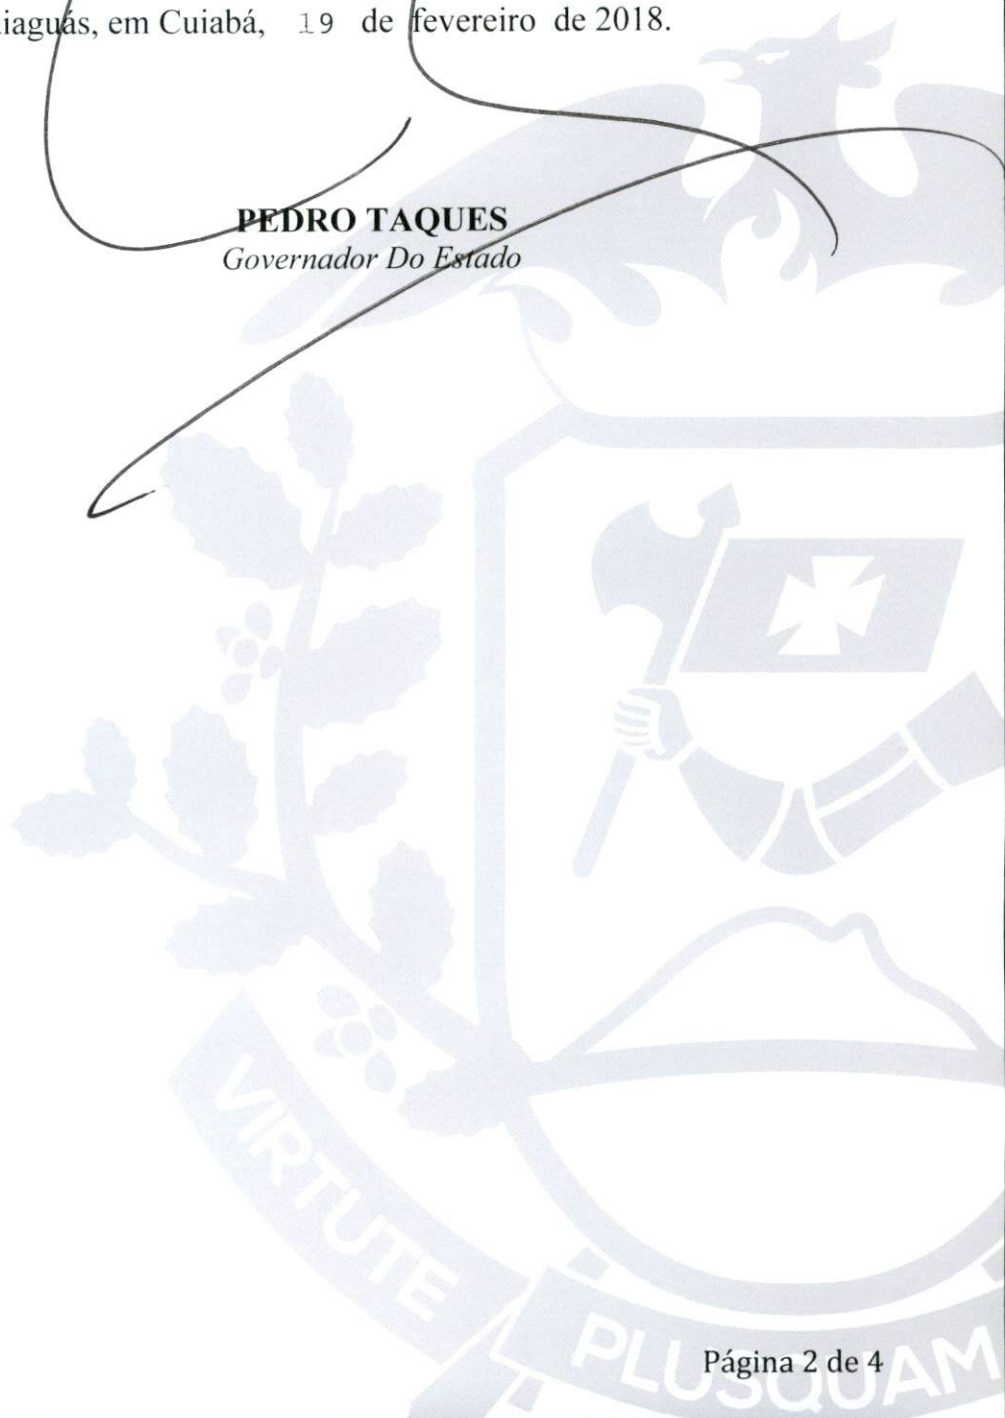 iaguás, em Cuiabá, 19 de fevereiro de 2018.
PEDRO TAQUES
Governador Do Estado
VIRTUTE
PLUSQUAM
Página 2 de 4